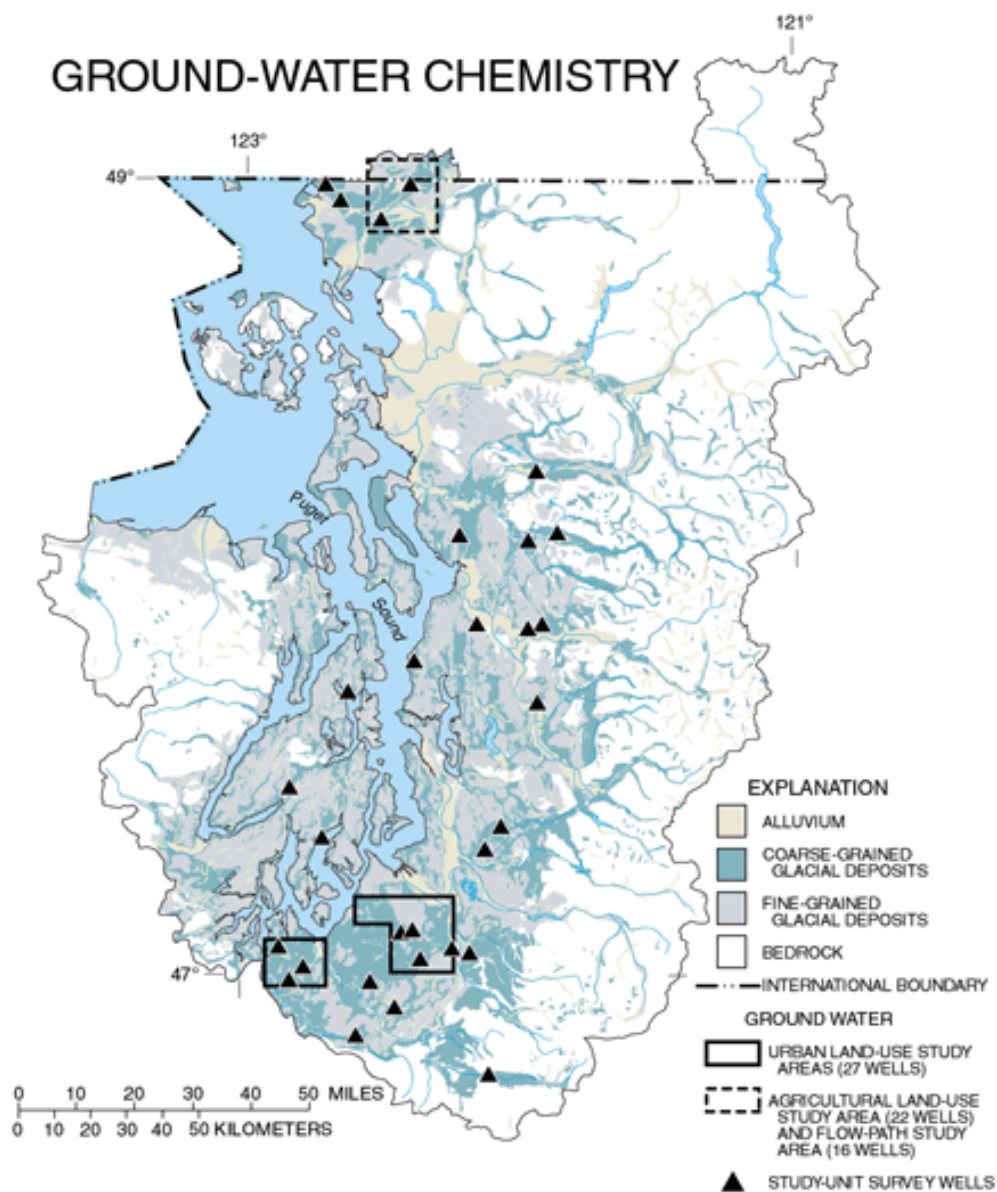 121°
GROUND-WATER CHEMISTRY
123°
49°
Puget
Sound
47°
EXPLANATION
ALLUVIUM
COARSE-GRAINED
GLACIAL DEPOSITS
FINE-GRAINED
GLACIAL DEPOSITS
BEDROCK
INTERNATIONAL BOUNDARY
GROUND WATER
URBAN LAND-USE STUDY
AREAS (27 WELLS)
AGRICULTURAL LAND-USE
STUDY AREA (22 WELLS)
AND FLOW-PATH STUDY
AREA (16 WELLS)
STUDY-UNIT SURVEY WELLS
0 10 20 30 40 50 MILES
0 10 20 30 40 50 KILOMETERS